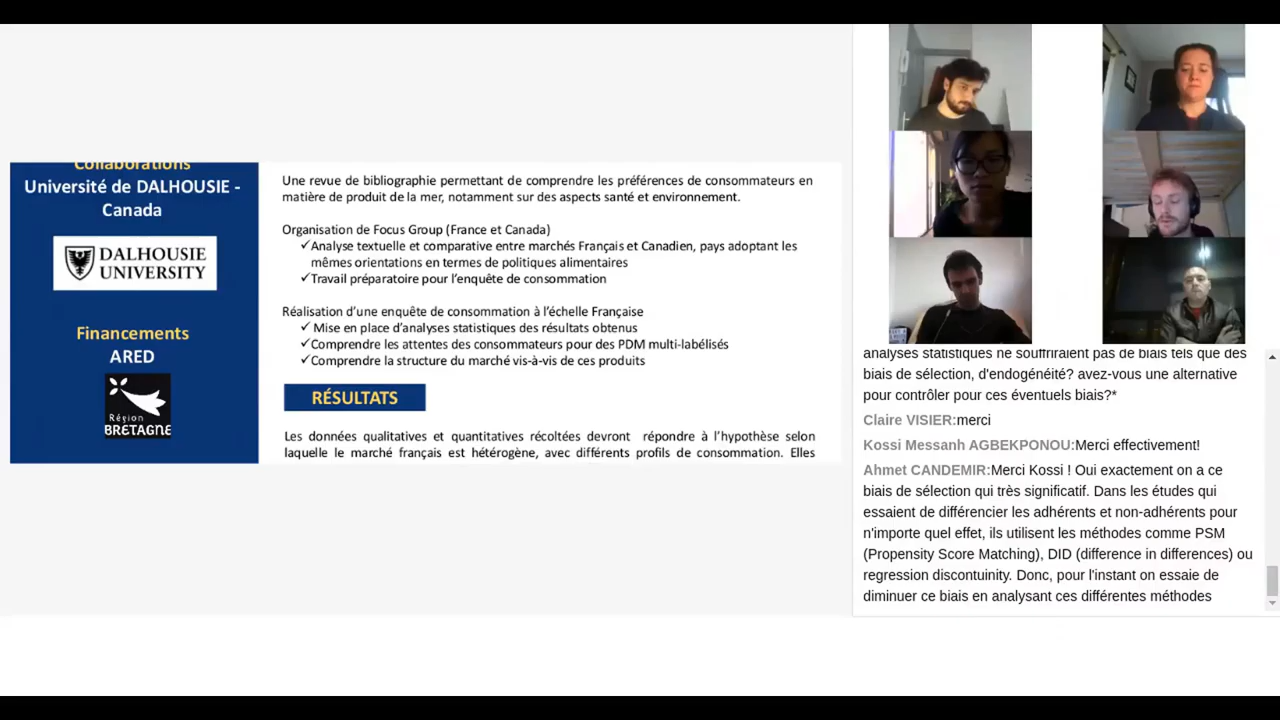 Collaborations
Université de DALHOUSIE -
Canada
DALHOUSIE
UNIVERSITY
Financements
ARED
Région
BRETAGNE
Une revue de bibliographie permettant de comprendre les préférences de consommateurs en
matière de produit de la mer, notamment sur des aspects santé et environnement.
Organisation de Focus Group (France et Canada)
✓Analyse textuelle et comparative entre marchés Français et Canadien, pays adoptant les
mêmes orientations en termes de politiques alimentaires
✓Travail préparatoire pour l'enquête de consommation
Réalisation d'une enquête de consommation à l'échelle Française
✓ Mise en place d'analyses statistiques des résultats obtenus
✓Comprendre les attentes des consommateurs pour des PDM multi-labélisés
✓Comprendre la structure du marché vis-à-vis de ces produits
RÉSULTATS
Les données qualitatives et quantitatives récoltées devront répondre à l'hypothèse selon
laquelle le marché français est hétérogène, avec différents profils de consommation. Elles
analyses statistiques ne souffriraient pas de biais tels que des
biais de sélection, d'endogénéité? avez-vous une alternative
pour contrôler pour ces éventuels biais?*
Claire VISIER:merci
Kossi Messanh AGBEKPONOU:Merci effectivement!
Ahmet CANDEMIR:Merci Kossi ! Oui exactement on a ce
biais de sélection qui très significatif. Dans les études qui
essaient de différencier les adhérents et non-adhérents pour
n'importe quel effet, ils utilisent les méthodes comme PSM
(Propensity Score Matching), DID (difference in differences) ou
regression discontuinity. Donc, pour l'instant on essaie de
diminuer ce biais en analysant ces différentes méthodes